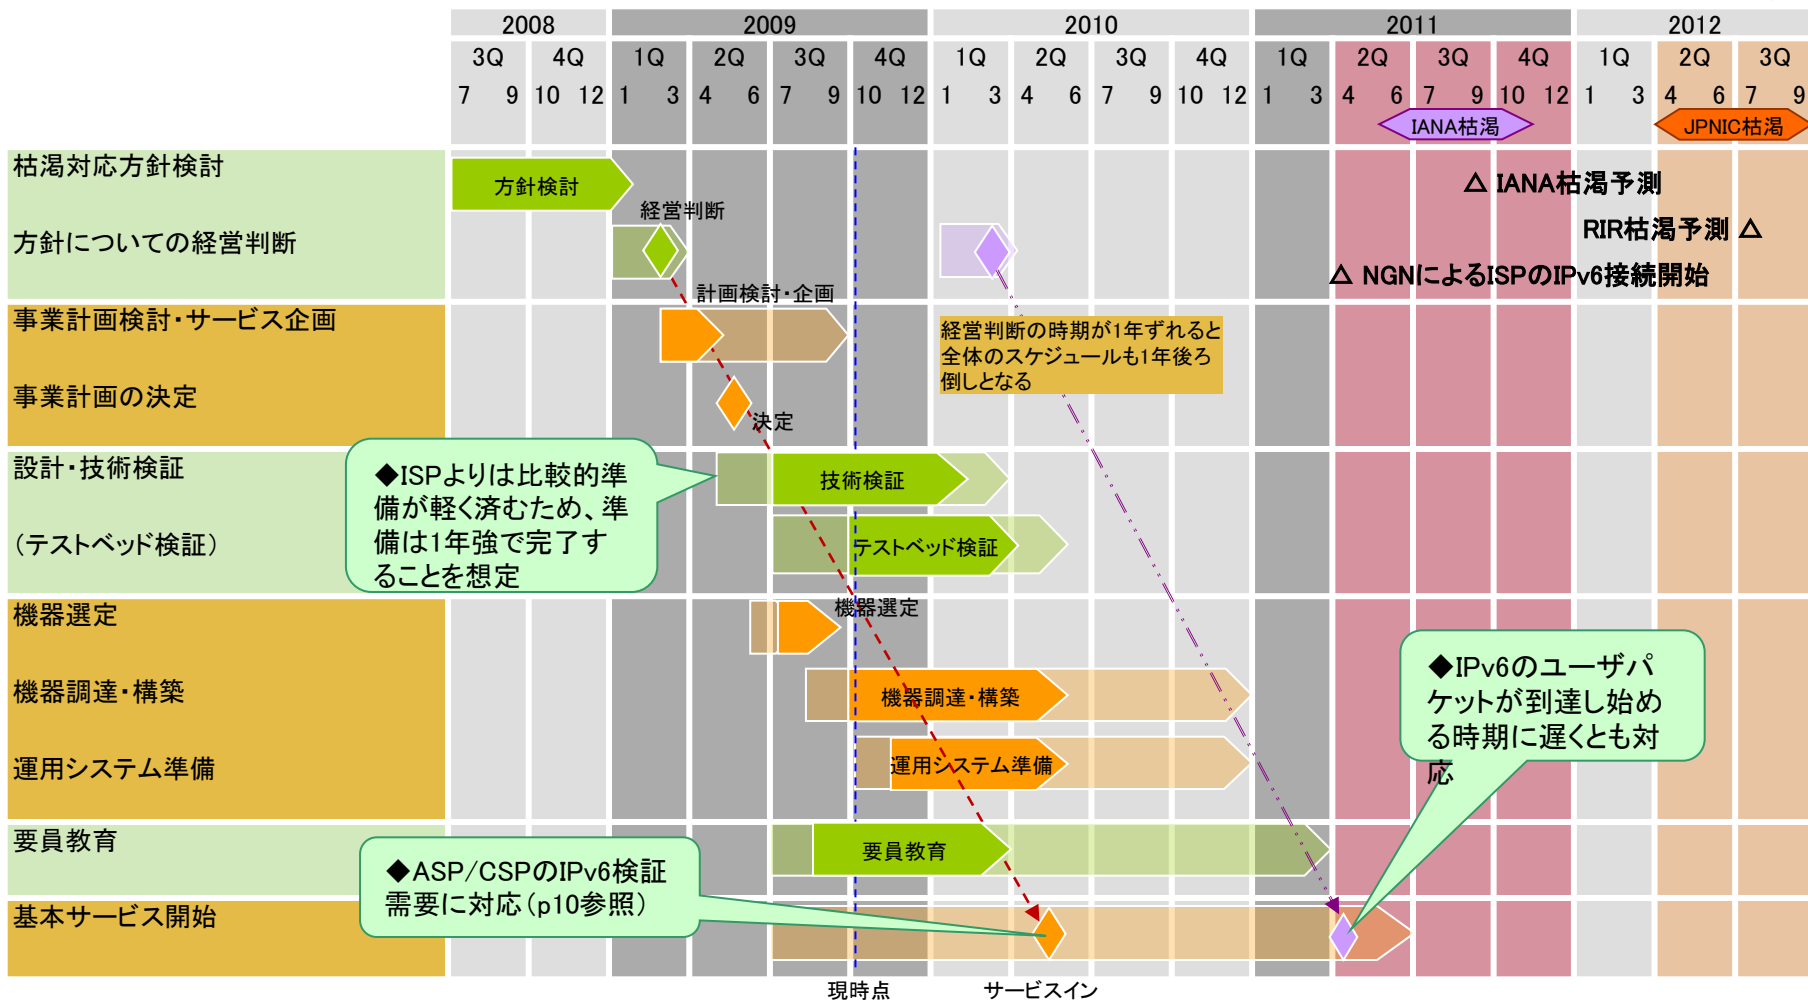 2008 2009 2010 2011 2012
3Q 4Q 1Q 2Q 3Q 4Q 1Q 2Q 3Q 4Q 1Q 2Q 3Q 4Q 1Q 2Q 3Q
7 9 10 12 1 3 4 6 7 9 10 12 1 3 4 6 7 9 10 12 1 3 4 6 7 9 10 12 1 3 4 6 7 9
IANA枯渇 JPNIC枯渇
枯渇対応方針検討
方針検討
△ IANA枯渇予測
経営判断
方針についての経営判断
RIR枯渇予測 △
△ NGNによるISPのIPv6接続開始
計画検討・企画
事業計画検討・サービス企画
経営判断の時期が1年ずれると
全体のスケジュールも1年後ろ
倒しとなる
事業計画の決定
決定
設計・技術検証
◆ISPよりは比較的準
備が軽く済むため、準
備は1年強で完了す
ることを想定
技術検証
（テストベッド検証）
テストベッド検証
機器選定
機器選定
機器調達・構築
機器調達・構築
◆IPv6のユーザパ
ケットが到達し始め
る時期に遅くとも対
応
運用システム準備
運用システム準備
要員教育
要員教育
◆ASP/CSPのIPv6検証
需要に対応（p10参照）
基本サービス開始
現時点
サービスイン